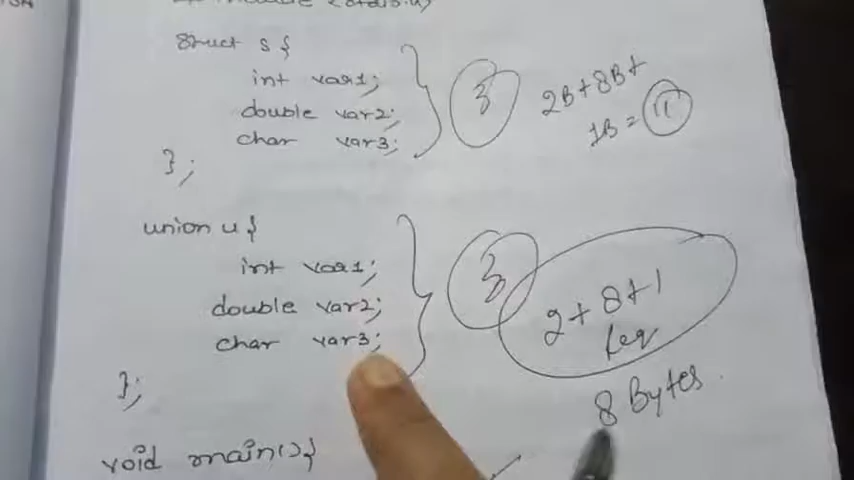 struct s{
int var1;
double var2;
char var3;
};
3
2B+8B+
1B = 11
union u{
int var1;
double var2;
char var3;
};
3
2+8+1
8 Bytes
void main(){